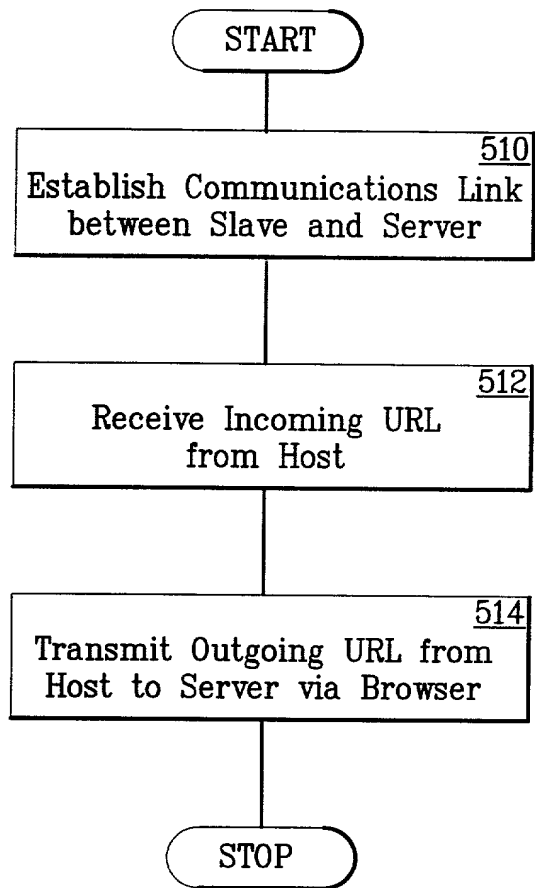 START
510
Establish Communications Link
between Slave and Server
512
Receive Incoming URL
from Host
514
Transmit Outgoing URL from
Host to Server via Browser
STOP